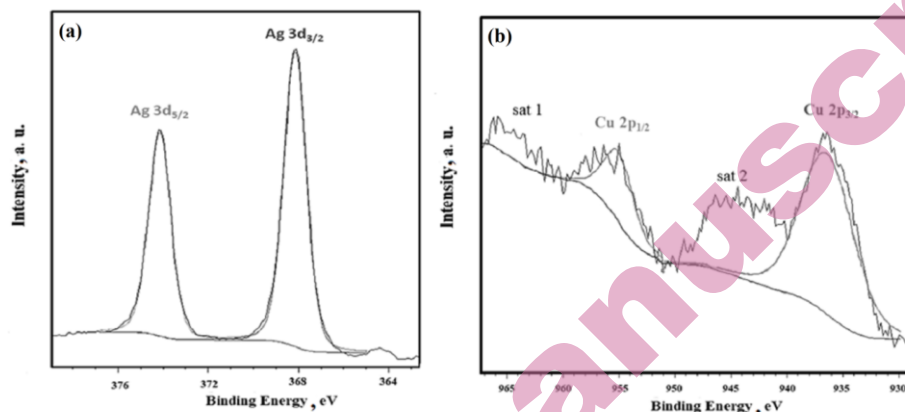 (a)
Ag 3d3/2
Ag 3d5/2
Intensity, a. u.
376
372
368
364
Binding Energy , eV
(b)
sat 1
Cu 2p1/2
sat 2
Cu 2p3/2
Intensity, a. u.
965
960
955
950
945
940
935
930
Binding Energy , eV
anuscr